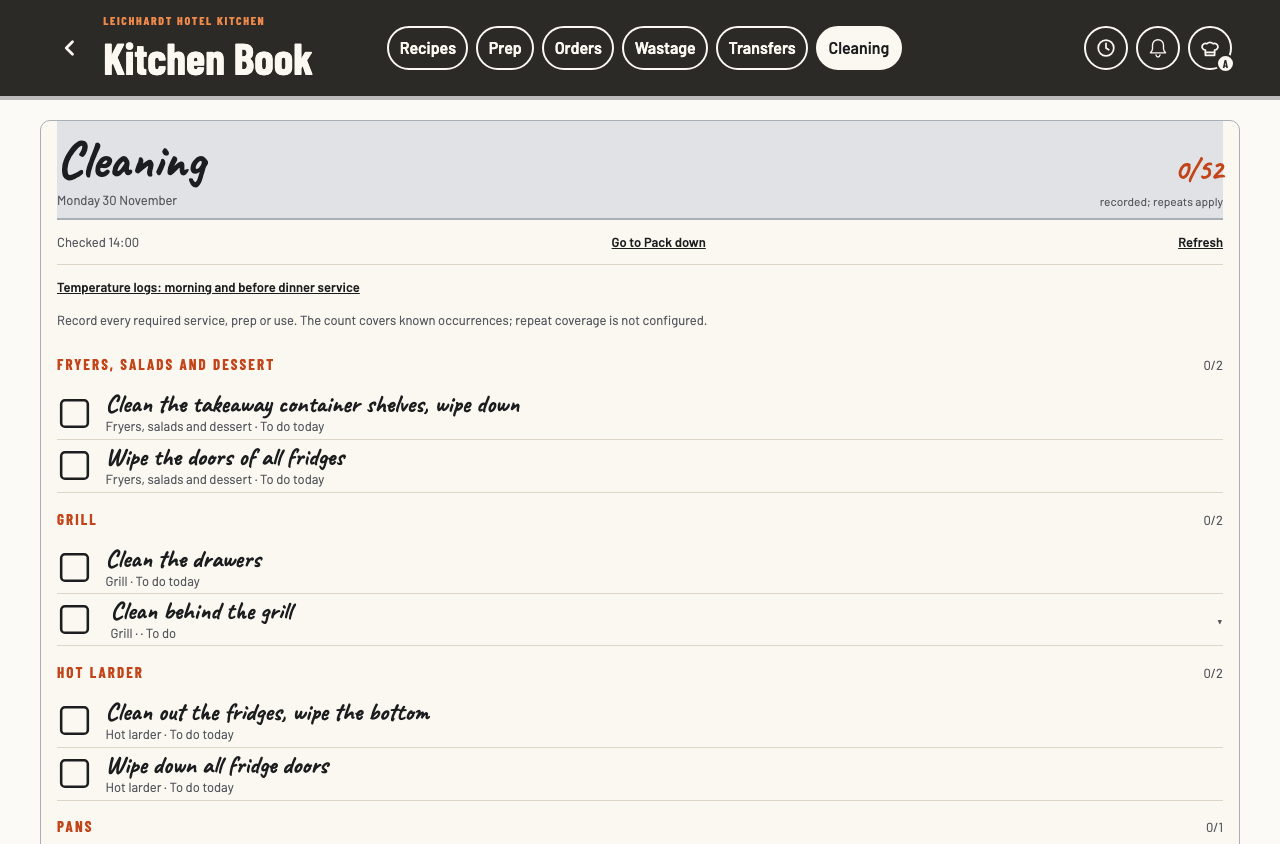 LEICHHARDT HOTEL KITCHEN
Kitchen Book
Recipes Prep Orders Wastage Transfers Cleaning
A
Cleaning
0/52
Monday 30 November
recorded; repeats apply
Checked 14:00 Go to Pack down Refresh
Temperature logs: morning and before dinner service
Record every required service, prep or use. The count covers known occurrences; repeat coverage is not configured.
FRYERS, SALADS AND DESSERT 0/2
Clean the takeaway container shelves, wipe down
Fryers, salads and dessert · To do today
Wipe the doors of all fridges
Fryers, salads and dessert · To do today
GRILL 0/2
Clean the drawers
Grill · To do today
Clean behind the grill
Grill · · To do
HOT LARDER 0/2
Clean out the fridges, wipe the bottom
Hot larder · To do today
Wipe down all fridge doors
Hot larder · To do today
PANS 0/1